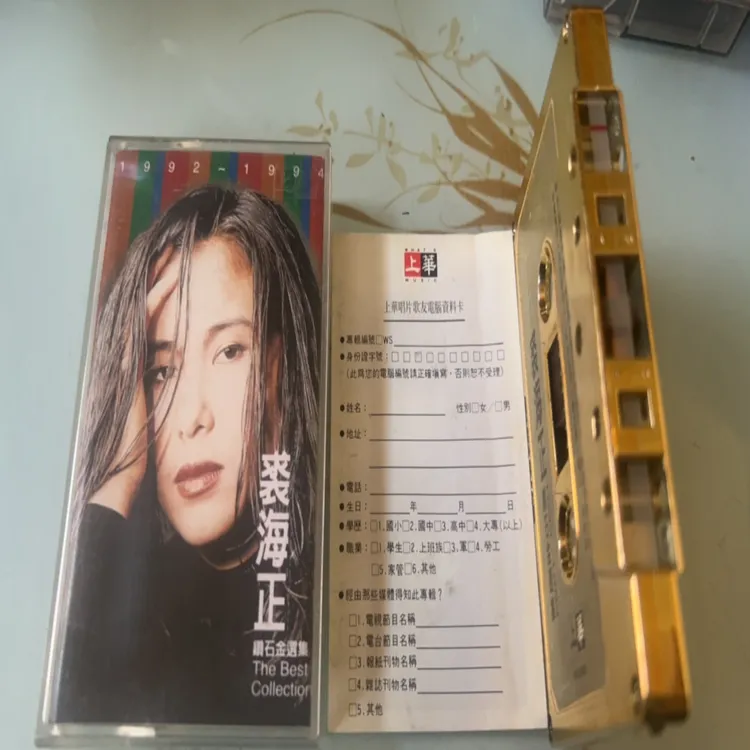 1992~1994
裘海正
鑽石金選集
The Best
Collection
WHAT'S
上華
MUSIC
上華唱片歌友電腦資料卡
●專輯編號□WS
●身份證字號：□□□□□□□□□□
(此同您的電腦編號請正確填寫，否則恕不受理)
●姓名： 性別□女／□男
●地址：
●電話：
●生日： 年 月 日
●學歷：□1.國小□2.國中□3.高中□4.大專(以上)
●職業：□1.學生□2.上班族□3.軍□4.勞工
□5.家管□6.其他
●經由那些媒體得知此專輯？
□1.電視節目名稱
□2.電台節目名稱
□3.報紙刊物名稱
□4.雜誌刊物名稱
□5.其他